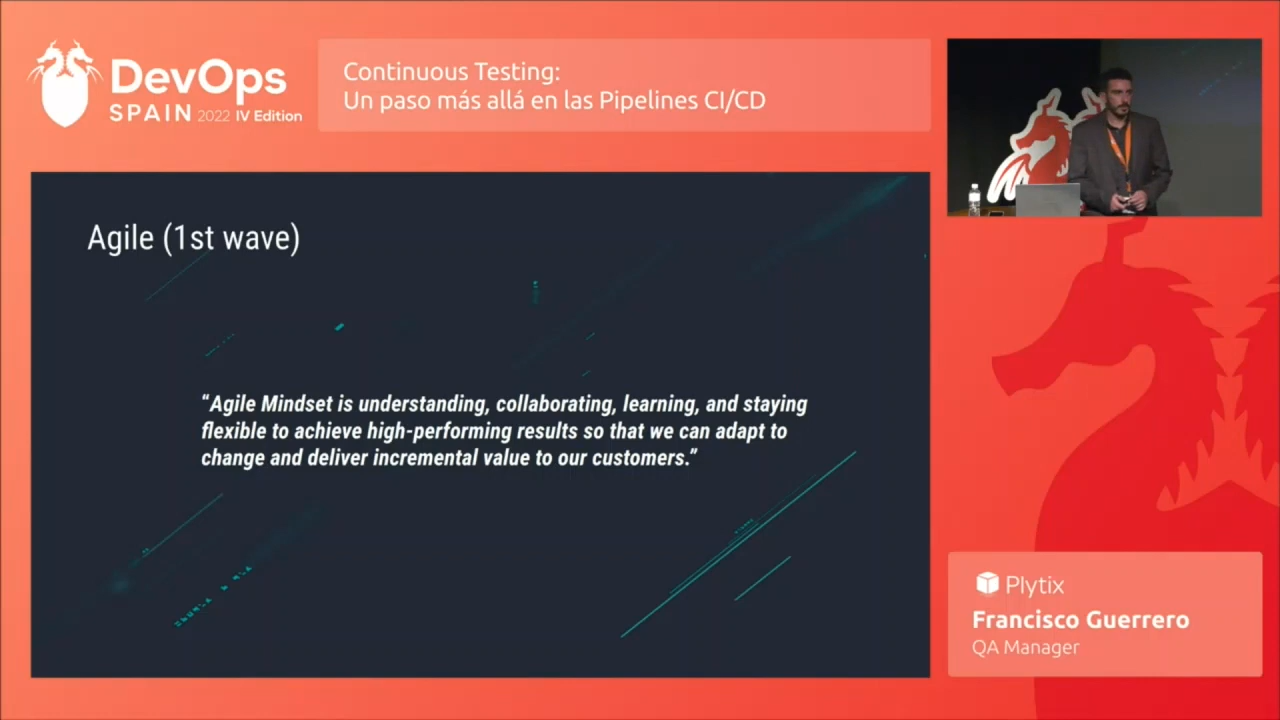 DevOps
SPAIN 2022 IV Edition
Continuous Testing:
Un paso más allá en las Pipelines CI/CD
Agile (1st wave)
“Agile Mindset is understanding, collaborating, learning, and staying
flexible to achieve high-performing results so that we can adapt to
change and deliver incremental value to our customers.”
Plytix
Francisco Guerrero
QA Manager